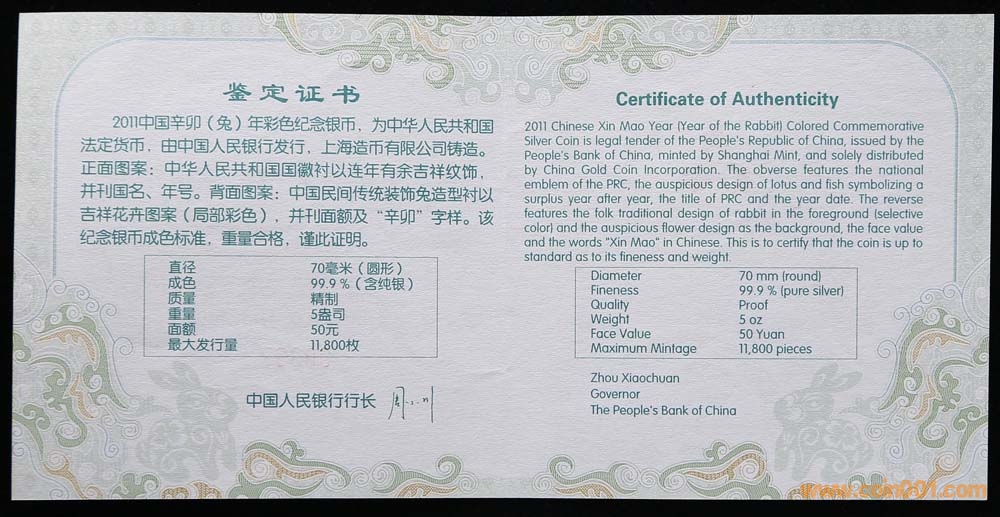 鉴定证书
2011中国辛卯（兔）年彩色纪念银币，为中华人民共和国
法定货币，由中国人民银行发行，上海造币有限公司铸造。
正面图案：中华人民共和国国徽衬以连年有余吉祥纹饰，
并刊国名、年号。背面图案：中国民间传统装饰兔造型衬以
吉祥花卉图案（局部彩色），并刊面额及“辛卯”字样。该
纪念银币成色标准，重量合格，谨此证明。
直径 70毫米（圆形）
成色 99.9％（含纯银）
质量 精制
重量 5盎司
面额 50元
最大发行量 11,800枚
中国人民银行行长
Certificate of Authenticity
2011 Chinese Xin Mao Year (Year of the Rabbit) Colored Commemorative
Silver Coin is legal tender of the People's Republic of China, issued by the
People's Bank of China, minted by Shanghai Mint, and solely distributed
by China Gold Coin Incorporation. The obverse features the national
emblem of the PRC, the auspicious design of lotus and fish symbolizing a
surplus year after year, the title of PRC and the year date. The reverse
features the folk traditional design of rabbit in the foreground (selective
color) and the auspicious flower design as the background, the face value
and the words "Xin Mao" in Chinese. This is to certify that the coin is up to
standard as to its fineness and weight.
Diameter 70 mm (round)
Fineness 99.9 % (pure silver)
Quality Proof
Weight 5 oz
Face Value 50 Yuan
Maximum Mintage 11,800 pieces
Zhou Xiaochuan
Governor
The People's Bank of China
www.coin001.com